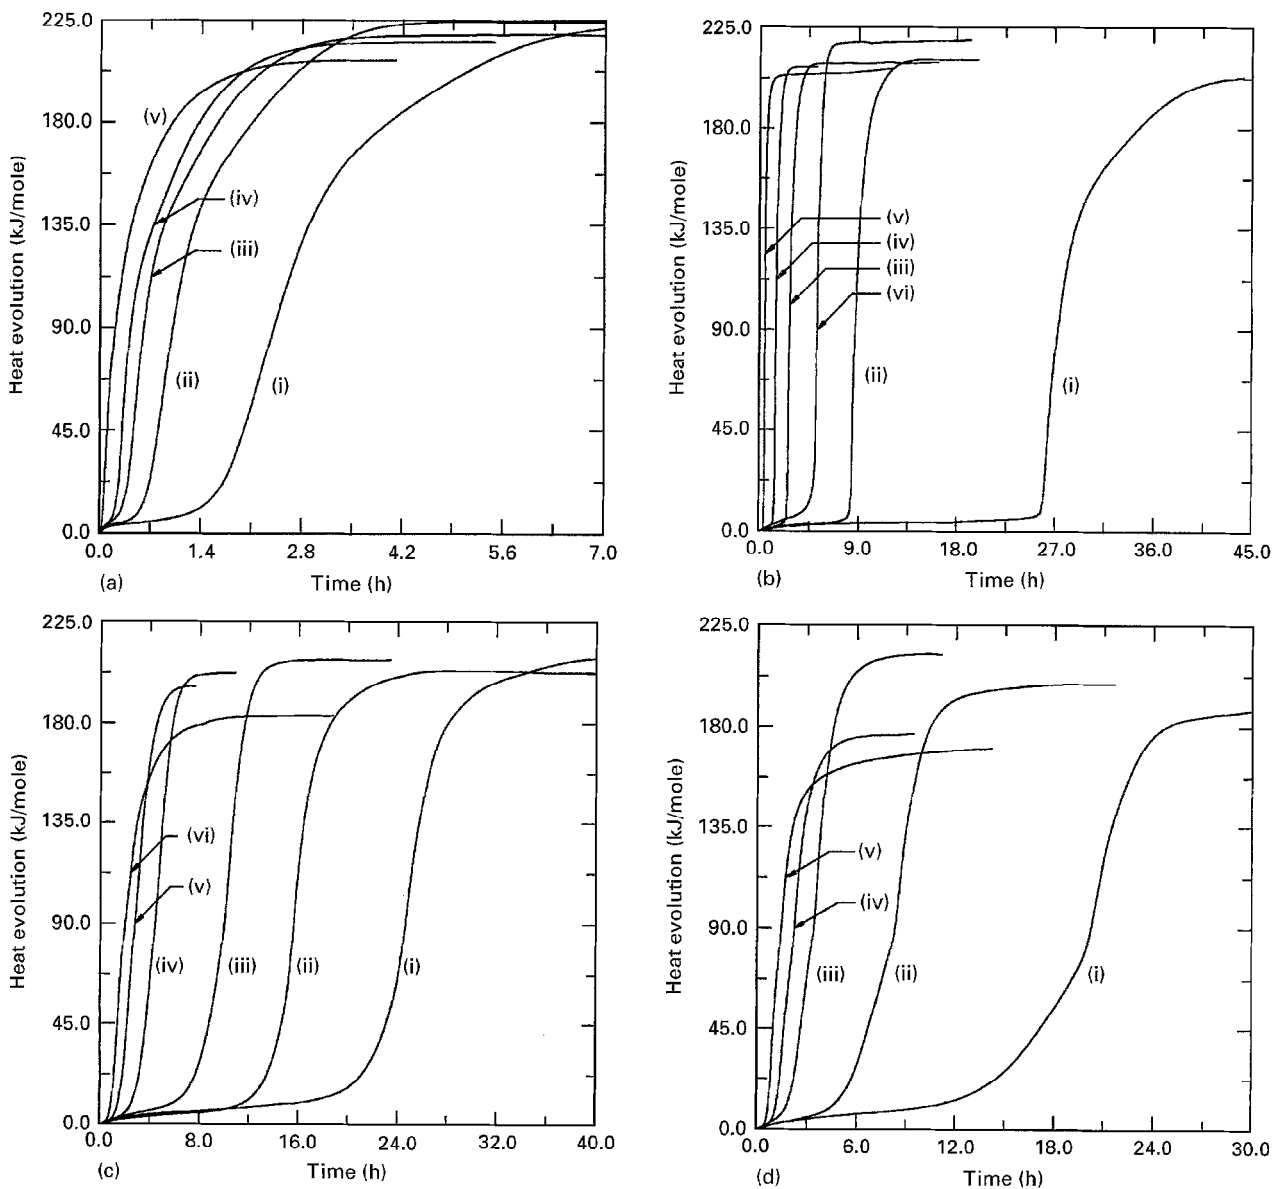 225.0
180.0
135.0
90.0
45.0
0.0
Heat evolution (kJ/mole)
(v)
(iv)
(iii)
(ii)
(i)
0.0 1.4 2.8 4.2 5.6 7.0
(a)
Time (h)
225.0
180.0
135.0
90.0
45.0
0.0
Heat evolution (kJ/mole)
(v)
(iv)
(iii)
(vi)
(ii)
(i)
0.0 9.0 18.0 27.0 36.0 45.0
(b)
Time (h)
225.0
180.0
135.0
90.0
45.0
0.0
Heat evolution (kJ/mole)
(vi)
(v)
(iv)
(iii)
(ii)
(i)
0.0 8.0 16.0 24.0 32.0 40.0
(c)
Time (h)
225.0
180.0
135.0
90.0
45.0
0.0
Heat evolution (kJ/mole)
(v)
(iv)
(iii)
(ii)
(i)
0.0 6.0 12.0 18.0 24.0 30.0
(d)
Time (h)